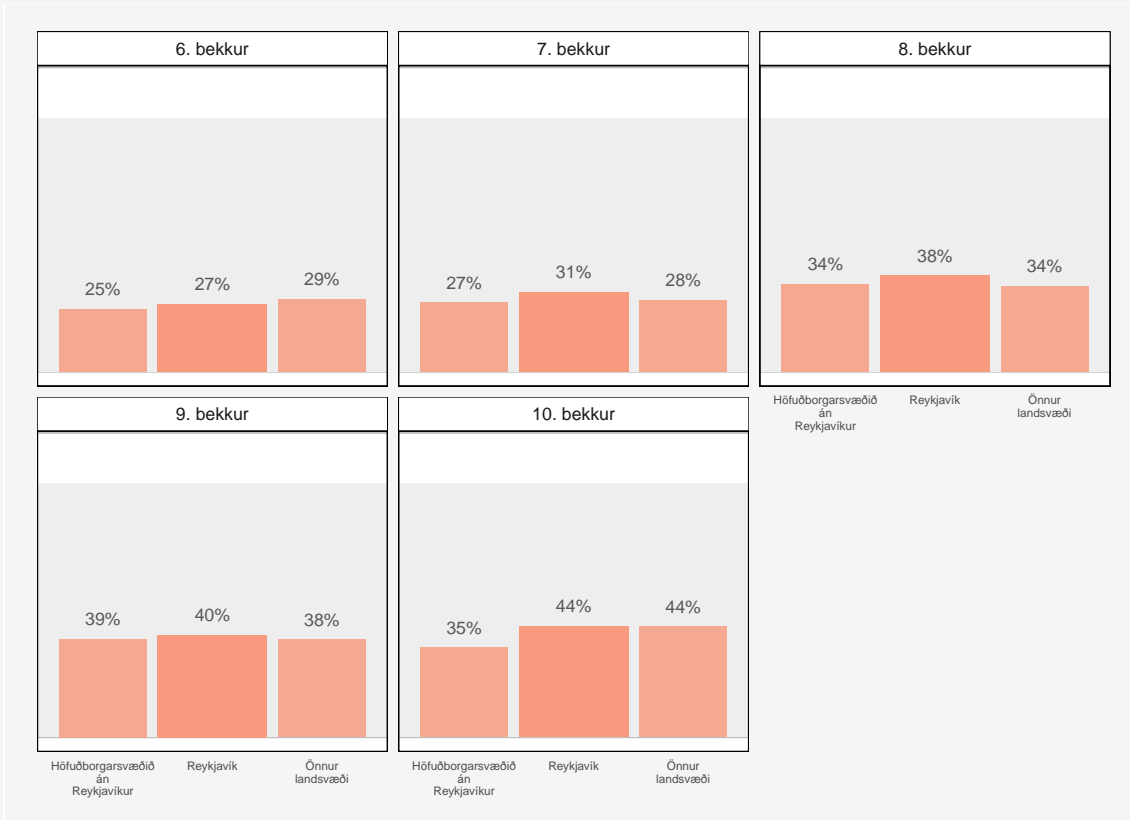 6. bekkur
7. bekkur
8. bekkur
25%
27%
29%
27%
31%
28%
34%
38%
34%
Höfuðborgarsvæðið
án
Reykjavíkur
Reykjavík
Önnur
landsvæði
9. bekkur
10. bekkur
39%
40%
38%
35%
44%
44%
Höfuðborgarsvæðið
án
Reykjavíkur
Reykjavík
Önnur
landsvæði
Höfuðborgarsvæðið
án
Reykjavíkur
Reykjavík
Önnur
landsvæði